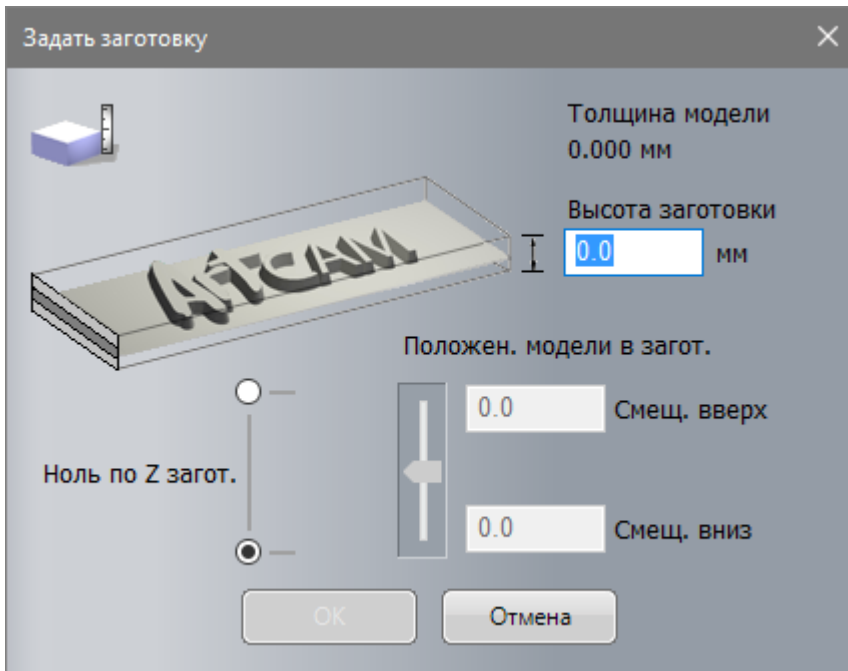 Задать заготовку
Толщина модели
0.000 мм
Высота заготовки
0.0 мм
ArtCAM
Положен. модели в загот.
0.0 Смещ. вверх
Ноль по Z загот.
0.0 Смещ. вниз
OK Отмена